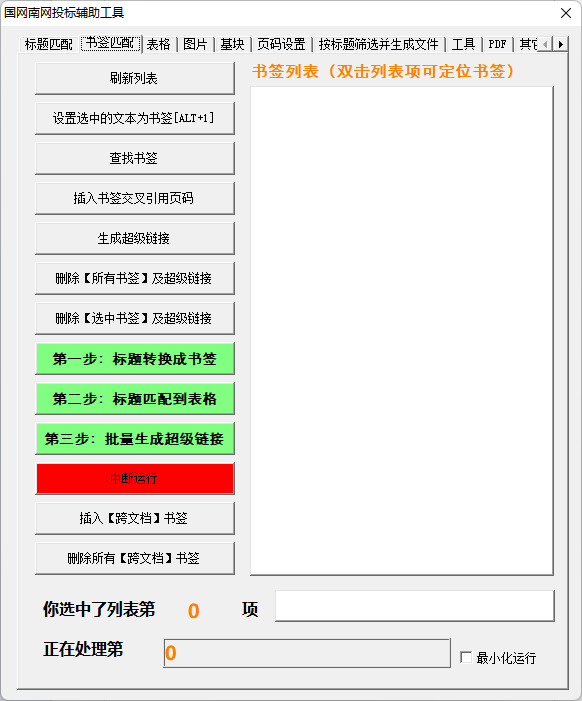 国网南网投标辅助工具
标题匹配 书签匹配 表格 图片 基块 页码设置 按标题筛选并生成文件 工具 PDF
刷新列表
设置选中的文本为书签[ALT+1]
查找书签
插入书签交叉引用页码
生成超级链接
删除【所有书签】及超级链接
删除【选中书签】及超级链接
第一步: 标题转换成书签
第二步: 标题匹配到表格
第三步: 批量生成超级链接
中断运行
插入【跨文档】书签
删除所有【跨文档】书签
书签列表（双击列表项可定位书签）
你选中了列表第 0 项
正在处理第 0
最小化运行